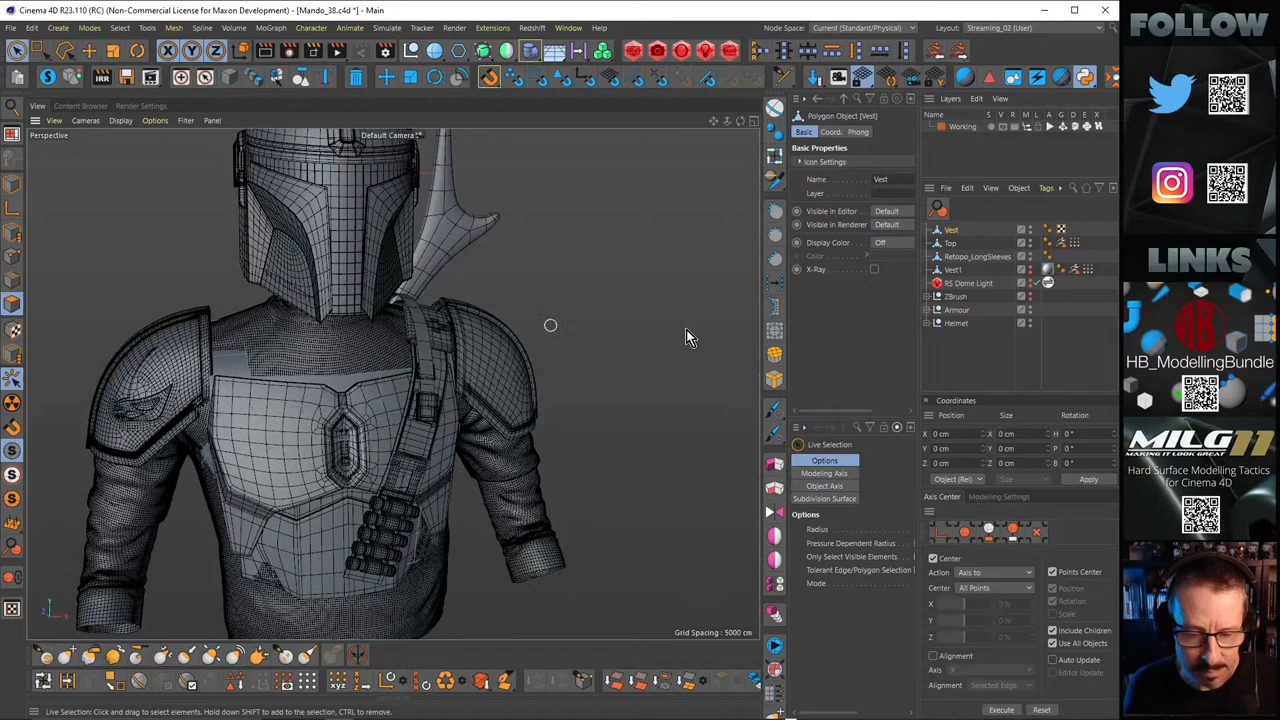 Cinema 4D R23.110 (RC) (Non-Commercial License for Maxon Development) - [Mando_38.c4d *] - Main
File Edit Create Modes Select Tools Mesh Spline Volume MoGraph Character Animate Simulate Tracker Render Extensions Redshift Window Help
Node Space: Current (Standard/Physical) Layout: Streaming_02 (User)
X Y Z
IRR
View Content Browser Render Settings
View Cameras Display Options Filter Panel
Perspective
Default Camera
Grid Spacing : 5000 cm
Live Selection: Click and drag to select elements. Hold down SHIFT to add to the selection, CTRL to remove.
Polygon Object [Vest]
Basic Coord. Phong
Basic Properties
Icon Settings
Name Vest
Layer
Visible in Editor Default
Visible in Renderer Default
Display Color Off
Color
X-Ray
Live Selection
Options
Modeling Axis
Object Axis
Subdivision Surface
Options
Radius
Pressure Dependent Radius
Only Select Visible Elements
Tolerant Edge/Polygon Selection
Mode
Layers Edit View
Name S V R M L A
Working
File Edit View Object Tags
Vest
Top
Retopo_LongSleeves
Vest1
RS Dome Light
ZBrush
Armour
Helmet
Coordinates
Position Size Rotation
X 0 cm X 0 cm H 0 °
Y 0 cm Y 0 cm P 0 °
Z 0 cm Z 0 cm B 0 °
Object (Rel) Size Apply
Axis Center Modeling Settings
Center
Action Axis to Points Center
Center All Points Position
X 0 % Rotation
Scale
Y 0 %
Z 0 % Include Children
Use All Objects
Alignment Auto Update
Axis X Editor Update
Alignment Selected Edge
Execute Reset
FOLLOW
LINKS
HB
HB_ModellingBundle
MILG11
MAKING IT LOOK GREAT
Hard Surface Modelling Tactics
for Cinema 4D